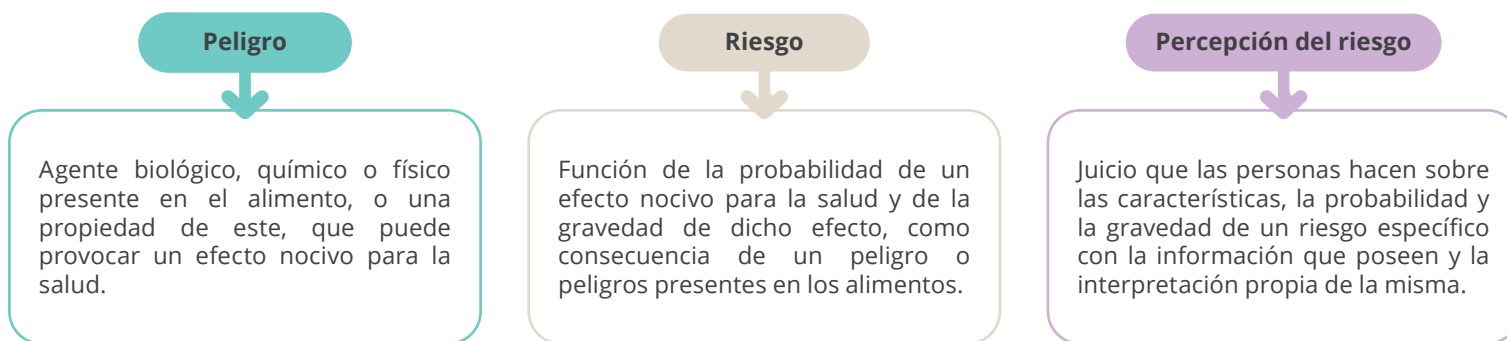 Peligro
Agente biológico, químico o físico
presente en el alimento, o una
propiedad de este, que puede
provocar un efecto nocivo para la
salud.
Riesgo
Función de la probabilidad de un
efecto nocivo para la salud y de la
gravedad de dicho efecto, como
consecuencia de un peligro o
peligros presentes en los alimentos.
Percepción del riesgo
Juicio que las personas hacen sobre
las características, la probabilidad y
la gravedad de un riesgo específico
con la información que poseen y la
interpretación propia de la misma.